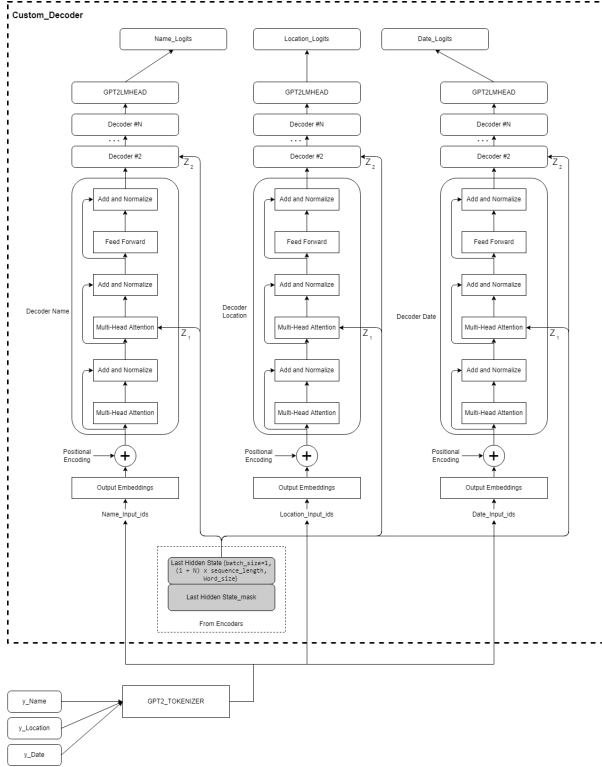 Custom_Decoder
Name_Logits
Location_Logits
Date_Logits
GPT2LMHEAD
GPT2LMHEAD
GPT2LMHEAD
Decoder #N
Decoder #N
Decoder #N
...
...
...
Decoder #2
Decoder #2
Decoder #2
Z2
Z2
Z2
Add and Normalize
Add and Normalize
Add and Normalize
Feed Forward
Feed Forward
Feed Forward
Add and Normalize
Add and Normalize
Add and Normalize
Decoder Name
Decoder
Location
Decoder Date
Multi-Head Attention
Multi-Head Attention
Multi-Head Attention
Z1
Z1
Z1
Add and Normalize
Add and Normalize
Add and Normalize
Multi-Head Attention
Multi-Head Attention
Multi-Head Attention
Positional
Encoding
+
Positional
Encoding
+
Positional
Encoding
+
Output Embeddings
Output Embeddings
Output Embeddings
Name_Input_ids
Location_Input_ids
Date_Input_ids
Last Hidden State (batch_size=1,
(1 + N) x sequence_length,
Word_size)
Last Hidden State_mask
From Encoders
y_Name
GPT2_TOKENIZER
y_Location
y_Date